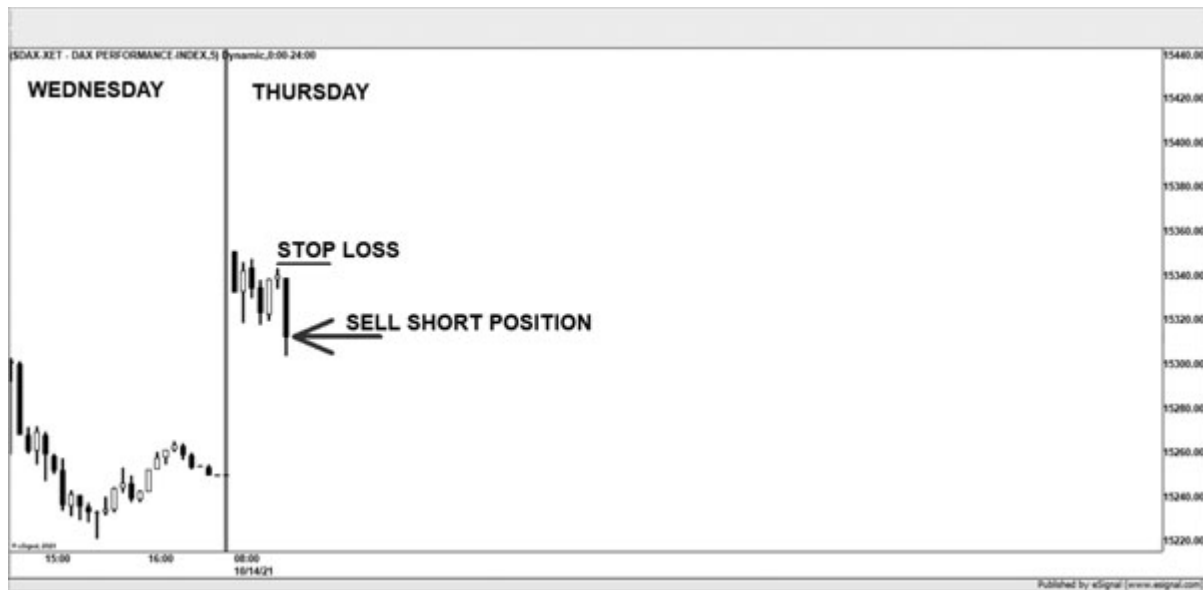 ($DAX-XET - DAX PERFORMANCE-INDEX,5) Dynamic,0:00-24:00
WEDNESDAY
THURSDAY
15440.00
15420.00
15400.00
15380.00
15360.00
STOP LOSS
15340.00
15320.00
SELL SHORT POSITION
15300.00
15280.00
15260.00
15240.00
15220.00
© eSignal, 2021
15:00
16:00
08:00
10/14/21
Published by eSignal (www.esignal.com)